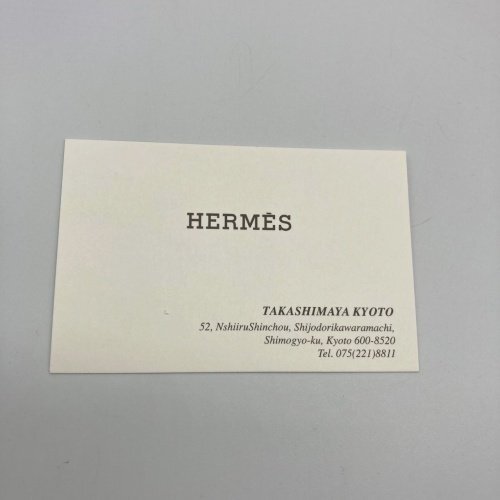 HERMÈS
TAKASHIMAYA KYOTO
52, NshiiruShinchou, Shijodorikawaramachi,
Shimogyo-ku, Kyoto 600-8520
Tel. 075(221)8811